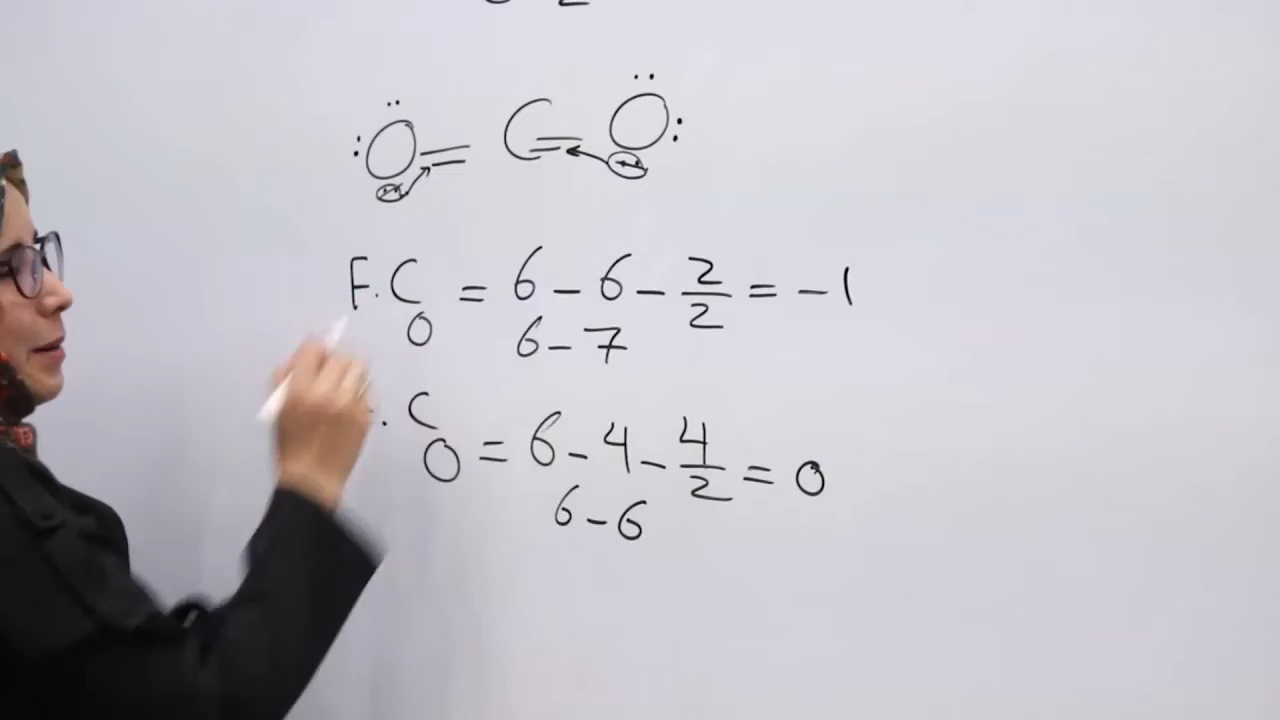 :Ö = C = Ö:
F.C O = 6 - 6 - 2/2 = -1
6 - 7
. C O = 6 - 4 - 4/2 = 0
6 - 6